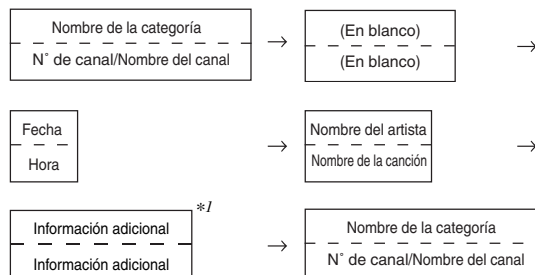 Nombre de la categoría
N° de canal/Nombre del canal
→
(En blanco)
(En blanco)
→
Fecha
Hora
→
Nombre del artista
Nombre de la canción
→
Información adicional
Información adicional
*1
→
Nombre de la categoría
N° de canal/Nombre del canal